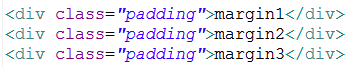 <div class="padding">margin1</div>
<div class="padding">margin2</div>
<div class="padding">margin3</div>